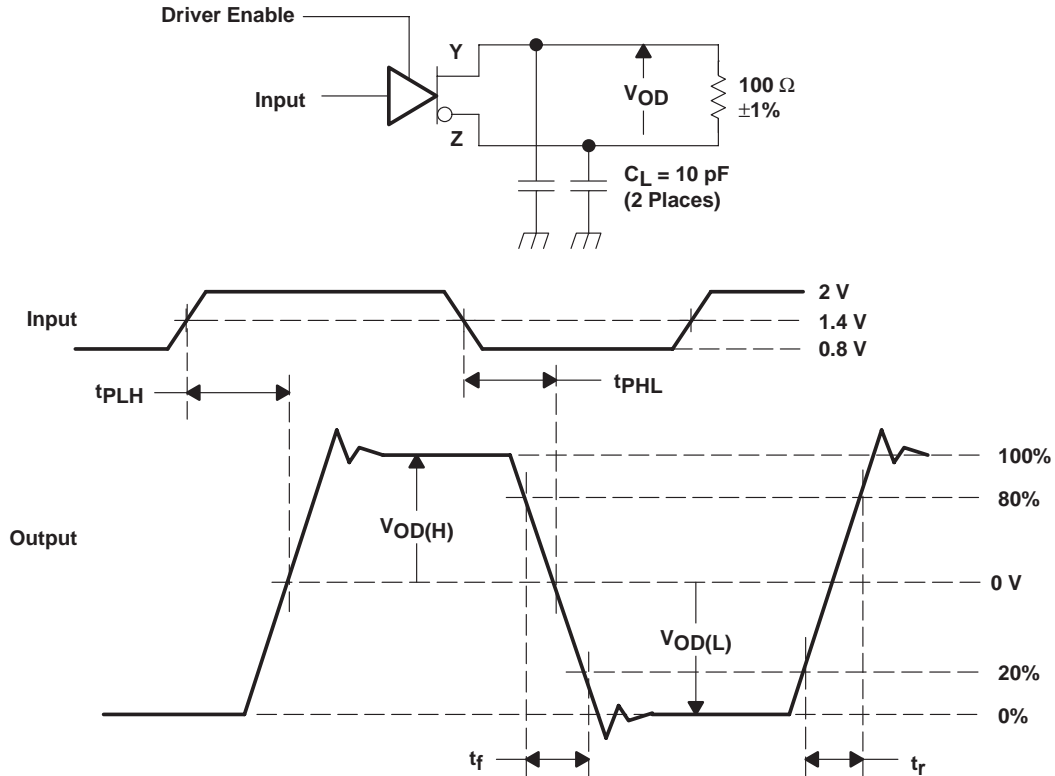 Driver Enable
Input
Y
Z
VOD
100 Ω
±1%
CL = 10 pF
(2 Places)
Input
2 V
1.4 V
0.8 V
tPLH
tPHL
Output
VOD(H)
VOD(L)
100%
80%
0 V
20%
0%
tf
tr